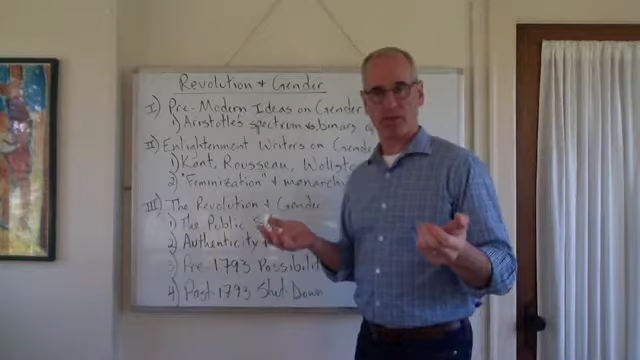 Revolution & Gender
I) Pre-Modern Ideas on Gender
1) Aristotle's spectrum vs binary
II) Enlightenment Writers on Gender
1) Kant, Rousseau,
2) "Feminization" & monarchy
III) The Revolution & Gender
1) The Public
2) Authenticity
3) Pre-1793
4) Post-1793 Shut Down